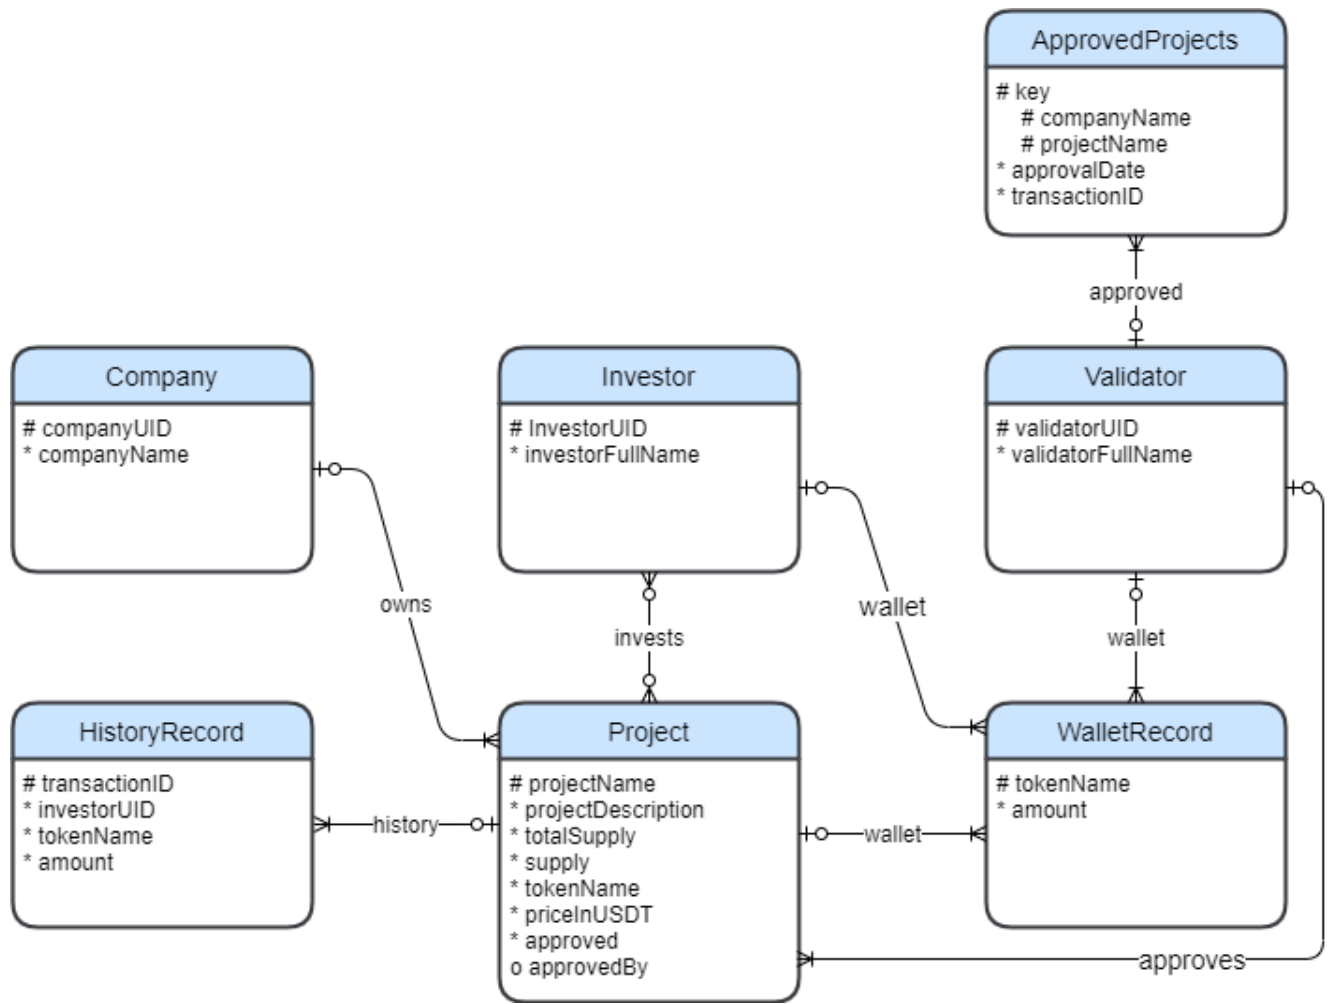 ApprovedProjects
# key
# companyName
# projectName
* approvalDate
* transactionID
approved
Company
# companyUID
* companyName
Investor
# InvestorUID
* investorFullName
Validator
# validatorUID
* validatorFullName
owns
invests
wallet
wallet
HistoryRecord
# transactionID
* investorUID
* tokenName
* amount
history
Project
# projectName
* projectDescription
* totalSupply
* supply
* tokenName
* priceInUSDT
* approved
o approvedBy
wallet
WalletRecord
# tokenName
* amount
approves